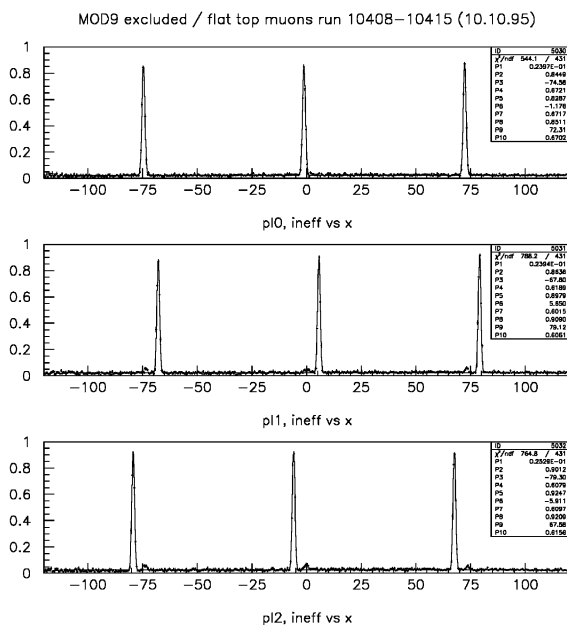 MOD9 excluded / flat top muons run 10408-10415 (10.10.95)
ID 5030
χ²/ndf 544.1 / 431
P1 0.2397E-01
P2 0.8449
P3 -74.58
P4 0.6721
P5 0.8287
P6 -1.176
P7 0.6717
P8 0.8511
P9 72.31
P10 0.6702
1
0.8
0.6
0.4
0.2
0
-100 -75 -50 -25 0 25 50 75 100
pl0, ineff vs x
ID 5031
χ²/ndf 788.2 / 431
P1 0.2394E-01
P2 0.8638
P3 -67.80
P4 0.6189
P5 0.8979
P6 5.650
P7 0.6015
P8 0.9090
P9 79.12
P10 0.6061
1
0.8
0.6
0.4
0.2
0
-100 -75 -50 -25 0 25 50 75 100
pl1, ineff vs x
ID 5032
χ²/ndf 764.8 / 431
P1 0.2329E-01
P2 0.9012
P3 -79.30
P4 0.6079
P5 0.9247
P6 -5.911
P7 0.6097
P8 0.9209
P9
P10 0.6159
1
0.8
0.6
0.4
0.2
0
-100 -75 -50 -25 0 25 50 75 100
pl2, ineff vs x